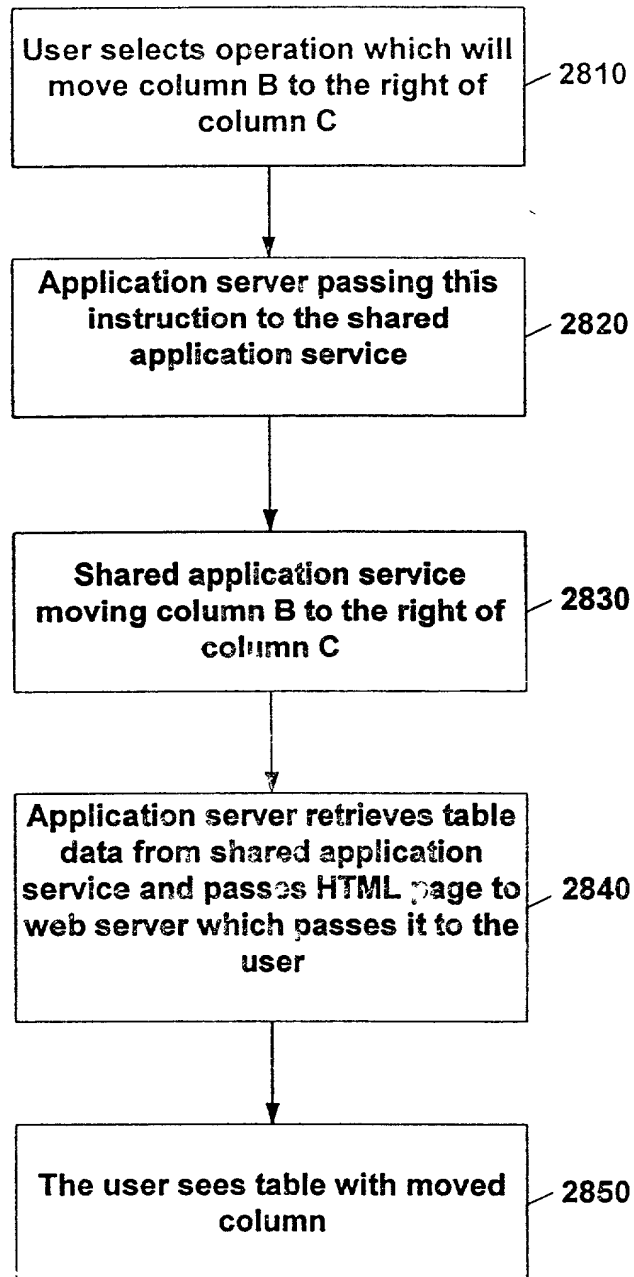 User selects operation which will
move column B to the right of
column C
2810
Application server passing this
instruction to the shared
application service
2820
Shared application service
moving column B to the right of
column C
2830
Application server retrieves table
data from shared application
service and passes HTML page to
web server which passes it to the
user
2840
The user sees table with moved
column
2850